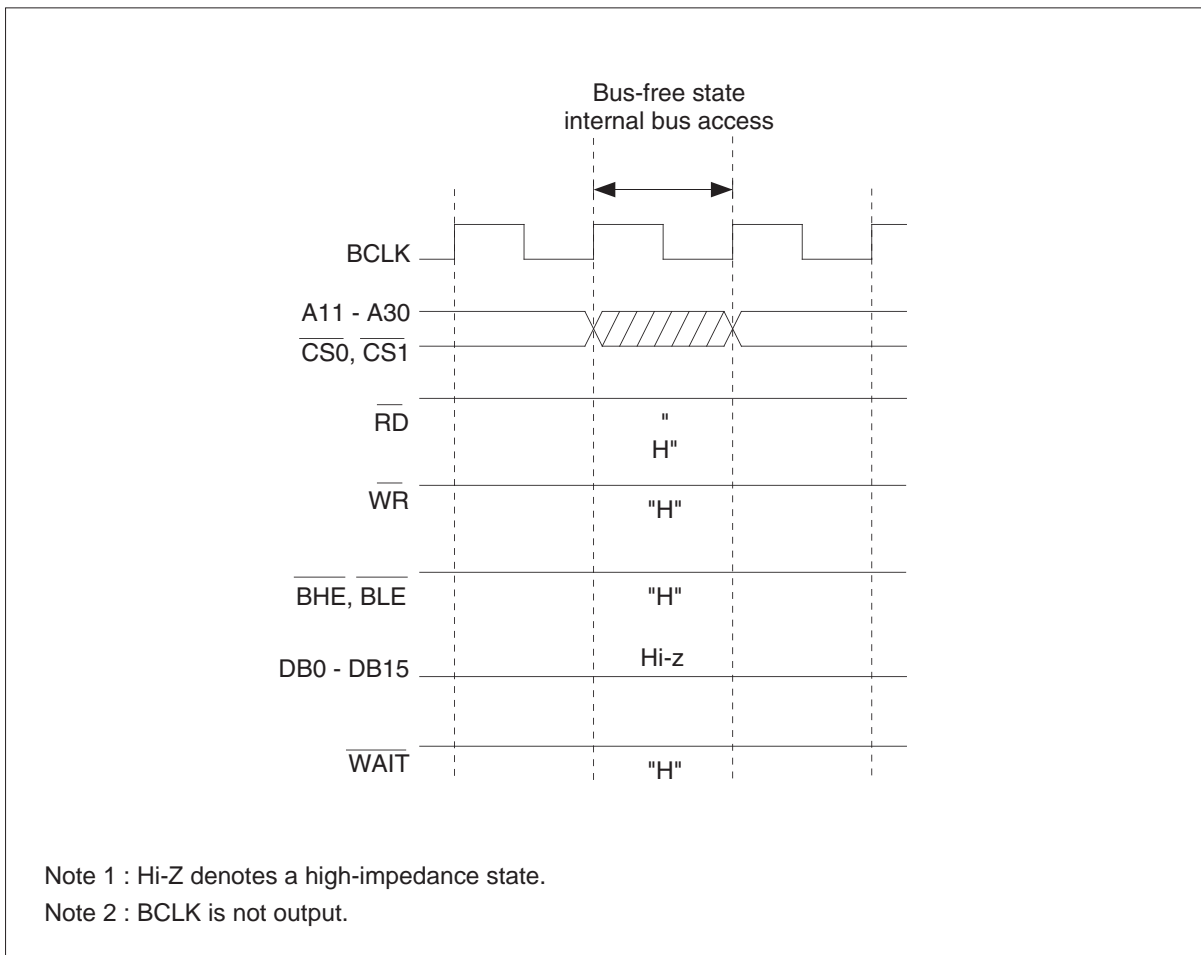 Bus-free state
internal bus access
BCLK
A11 - A30
CS0, CS1
RD
"
H"
WR
"H"
BHE, BLE
"H"
DB0 - DB15
Hi-z
WAIT
"H"
Note 1 : Hi-Z denotes a high-impedance state.
Note 2 : BCLK is not output.